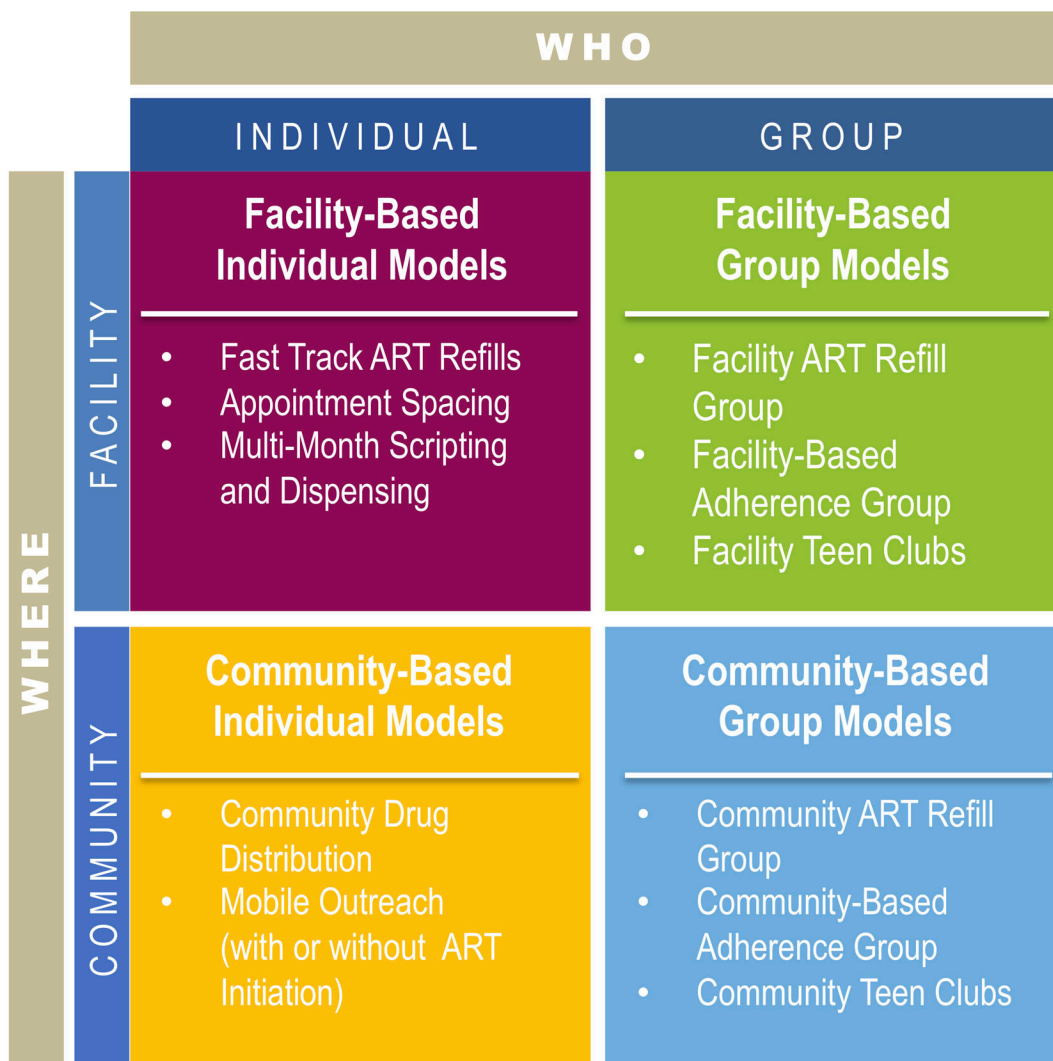 WHO
INDIVIDUAL
GROUP
WHERE
FACILITY
Facility-Based
Individual Models
• Fast Track ART Refills
• Appointment Spacing
• Multi-Month Scripting
and Dispensing
Facility-Based
Group Models
• Facility ART Refill
Group
• Facility-Based
Adherence Group
• Facility Teen Clubs
COMMUNITY
Community-Based
Individual Models
• Community Drug
Distribution
• Mobile Outreach
(with or without ART
Initiation)
Community-Based
Group Models
• Community ART Refill
Group
• Community-Based
Adherence Group
• Community Teen Clubs